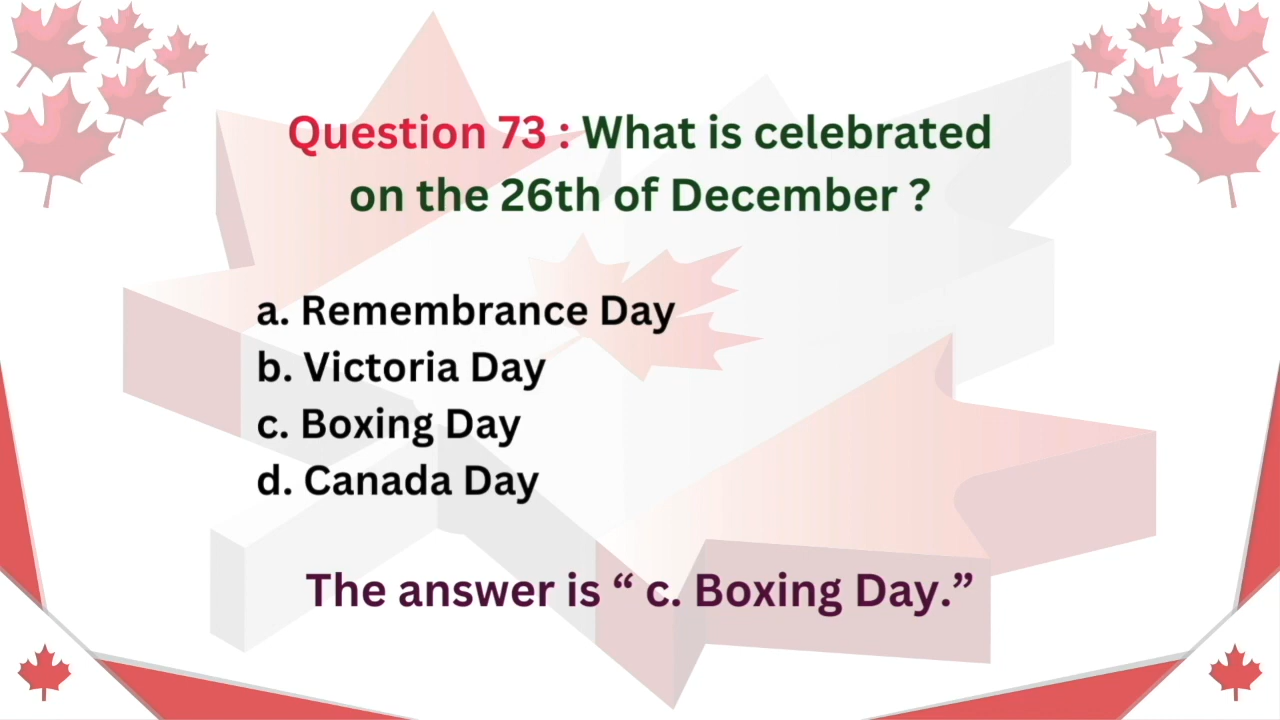 Question 73 : What is celebrated
on the 26th of December ?
a. Remembrance Day
b. Victoria Day
c. Boxing Day
d. Canada Day
The answer is “ c. Boxing Day.”